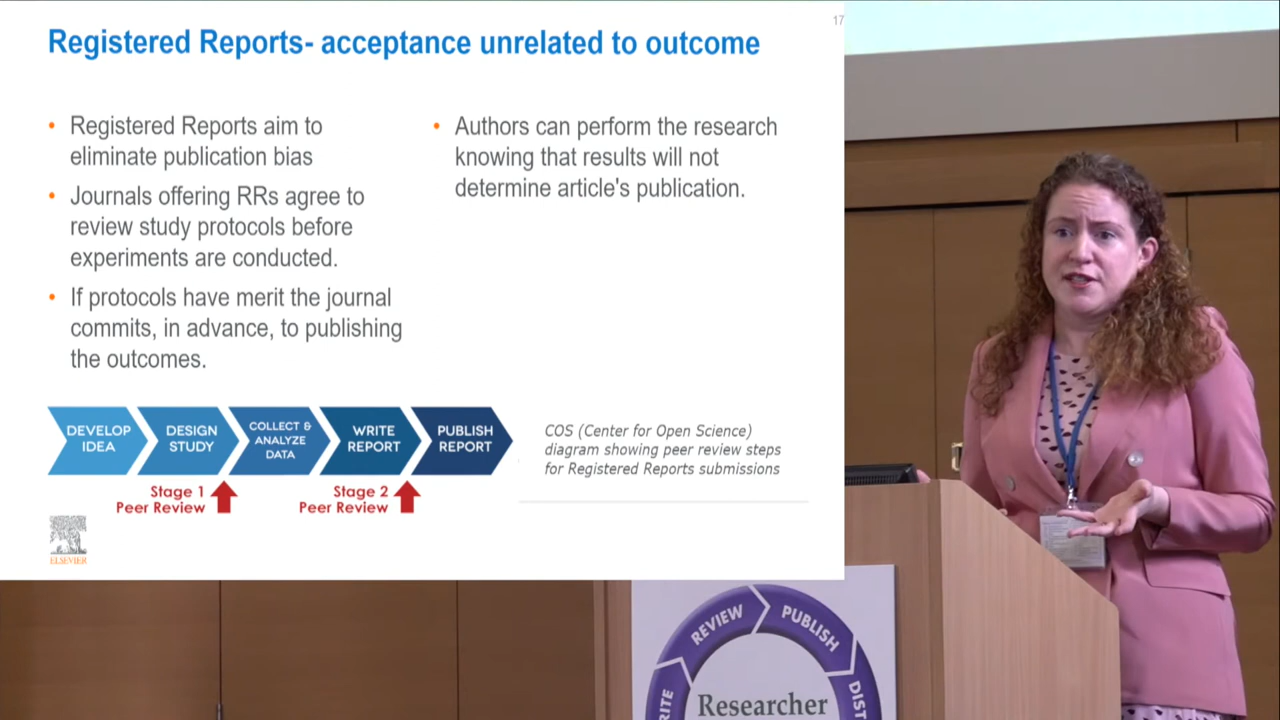 17
Registered Reports- acceptance unrelated to outcome
• Registered Reports aim to
eliminate publication bias
• Journals offering RRs agree to
review study protocols before
experiments are conducted.
• If protocols have merit the journal
commits, in advance, to publishing
the outcomes.
• Authors can perform the research
knowing that results will not
determine article's publication.
DEVELOP
IDEA
DESIGN
STUDY
COLLECT &
ANALYZE
DATA
WRITE
REPORT
PUBLISH
REPORT
Stage 1
Peer Review
Stage 2
Peer Review
COS (Center for Open Science)
diagram showing peer review steps
for Registered Reports submissions
ELSEVIER
REVIEW
PUBLISH
Researcher